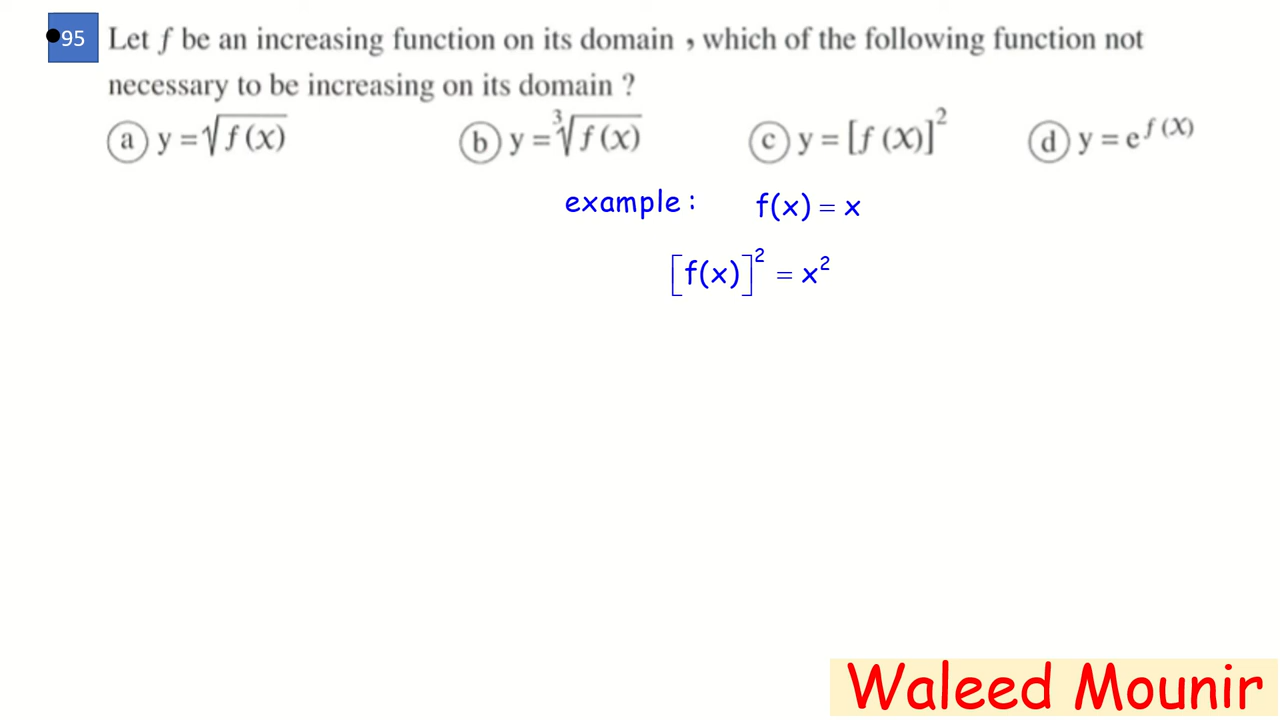 95 Let f be an increasing function on its domain , which of the following function not
necessary to be increasing on its domain ?
ⓐ y = √f(x) ⓑ y = ∛f(x) ⓒ y = [f(X)]² ⓓ y = e^f(X)
example : f(x) = x
[f(x)]² = x²
Waleed Mounir